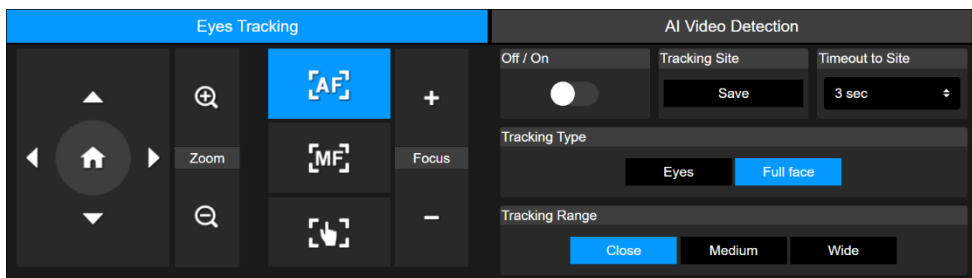 Eyes Tracking
AI Video Detection
AF
MF
Zoom
Focus
Off / On
Tracking Site
Timeout to Site
Save
3 sec
Tracking Type
Eyes
Full face
Tracking Range
Close
Medium
Wide